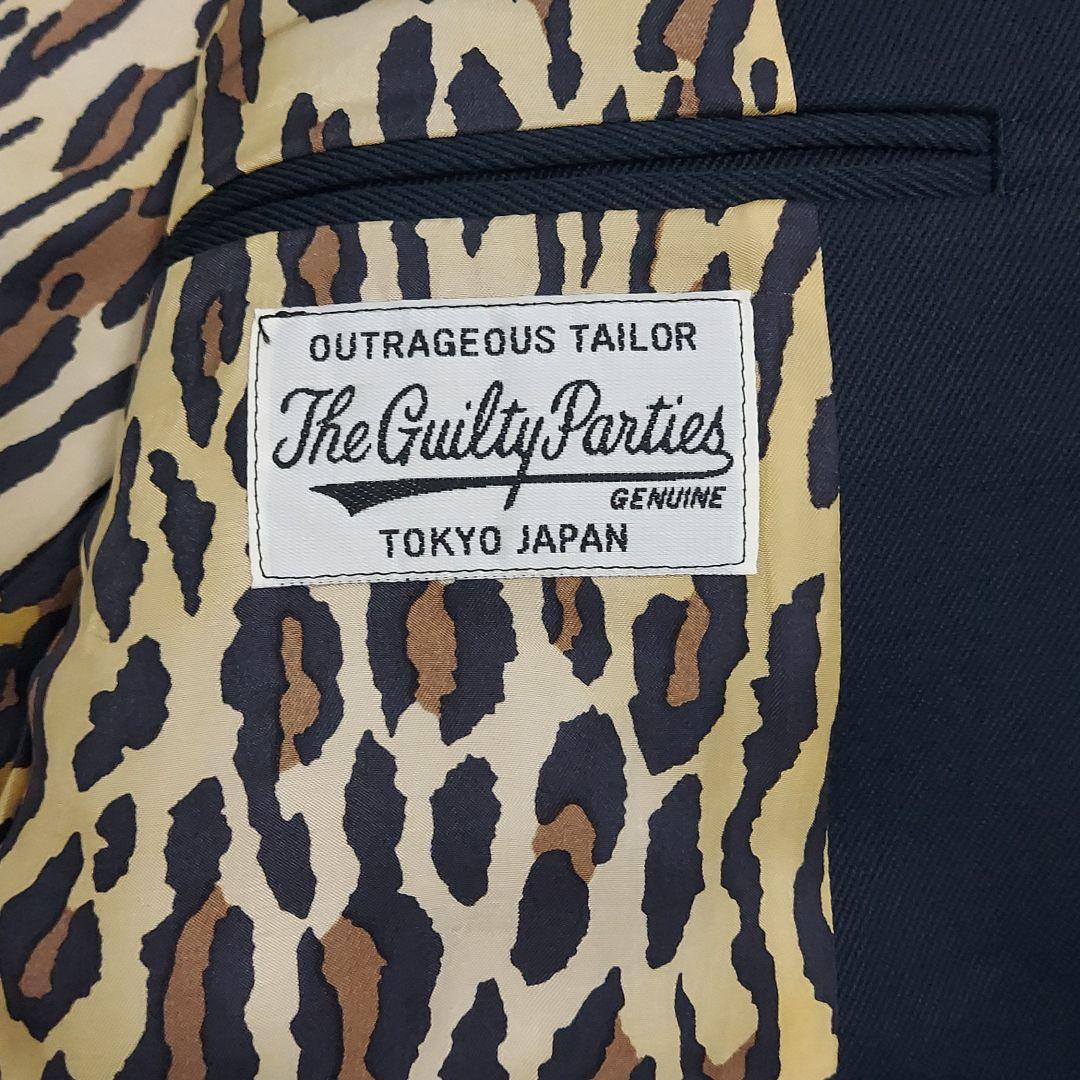 OUTRAGEOUS TAILOR
The Guilty Parties
GENUINE
TOKYO JAPAN